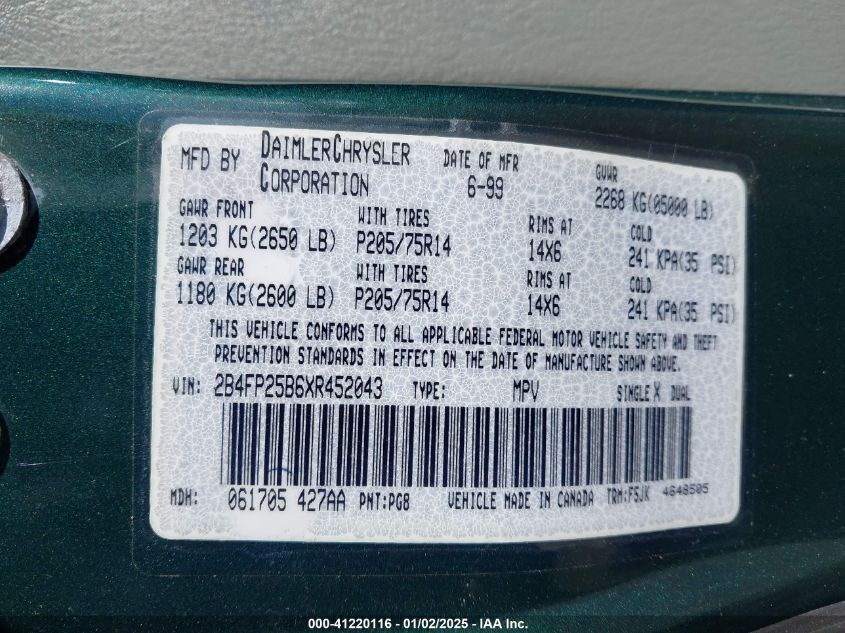 MFD BY DAIMLERCHRYSLER CORPORATION DATE OF MFR 6-99 GVWR 2268 KG(05000 LB)
GAWR FRONT WITH TIRES RIMS AT COLD
1203 KG(2650 LB) P205/75R14 14X6 241 KPA(35 PSI)
GAWR REAR WITH TIRES RIMS AT COLD
1180 KG(2600 LB) P205/75R14 14X6 241 KPA(35 PSI)
THIS VEHICLE CONFORMS TO ALL APPLICABLE FEDERAL MOTOR VEHICLE SAFETY AND THEFT
PREVENTION STANDARDS IN EFFECT ON THE DATE OF MANUFACTURE SHOWN ABOVE.
VIN: 2B4FP25B6XR452043 TYPE: MPV SINGLE X DUAL
MDH: 061705 427AA PNT:PG8 VEHICLE MADE IN CANADA TRM:F5JK 4648505
000-41220116 - 01/02/2025 - IAA Inc.